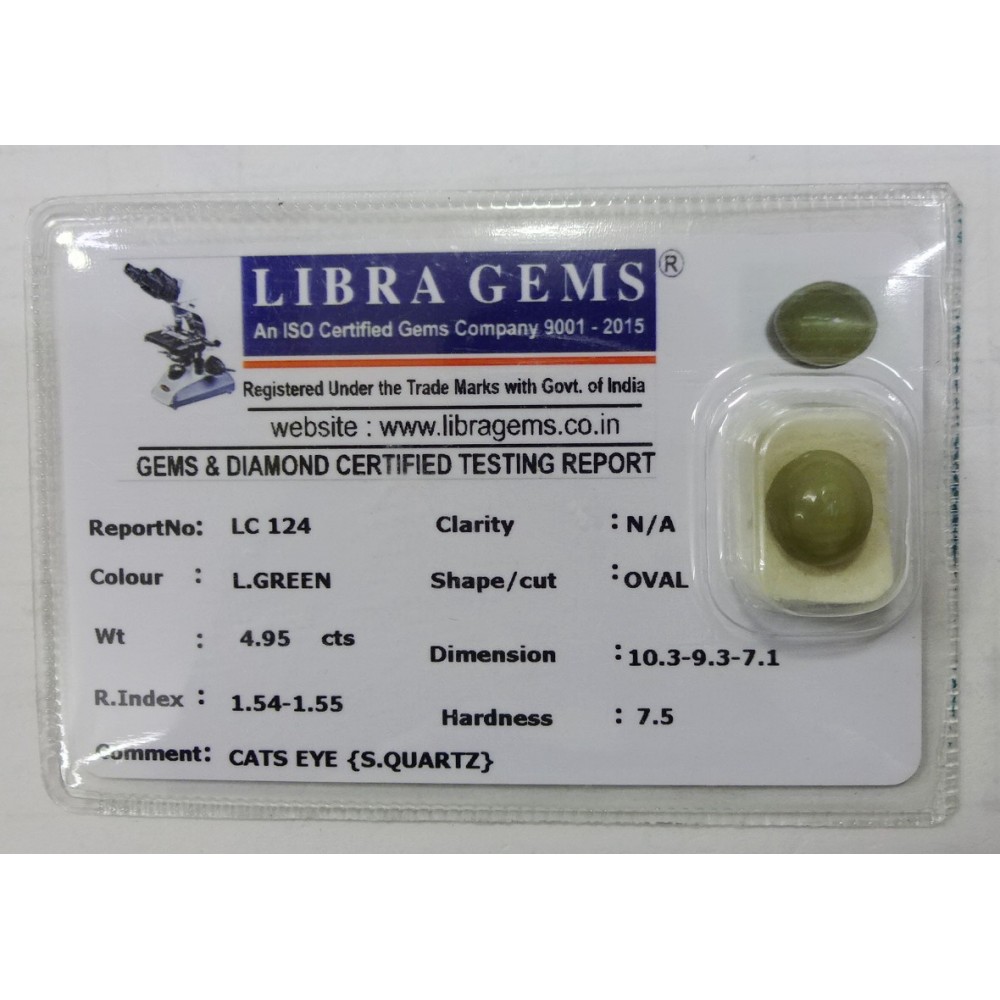 LIBRA GEMS ®
An ISO Certified Gems Company 9001 - 2015
Registered Under the Trade Marks with Govt. of India
website : www.libragems.co.in
GEMS & DIAMOND CERTIFIED TESTING REPORT
ReportNo: LC 124 Clarity : N/A
Colour : L.GREEN Shape/cut : OVAL
Wt : 4.95 cts Dimension : 10.3-9.3-7.1
R.Index : 1.54-1.55 Hardness : 7.5
Comment: CATS EYE {S.QUARTZ}